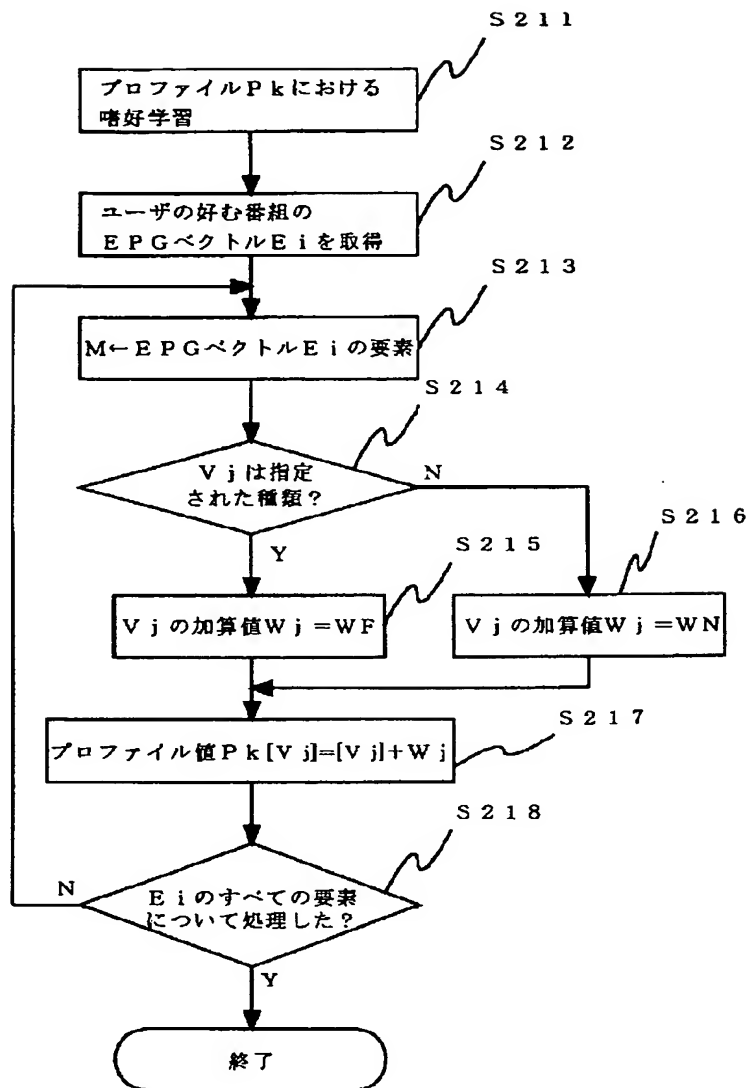 S211
プロファイルPkにおける
嗜好学習
S212
ユーザの好む番組の
EPGベクトルEiを取得
S213
M←EPGベクトルEiの要素
S214
Vjは指定
された種類?
N
Y
S215
Vjの加算値Wj=WF
S216
Vjの加算値Wj=WN
S217
プロファイル値Pk[Vj]=[Vj]+Wj
S218
Eiのすべての要素
について処理した?
N
Y
終了